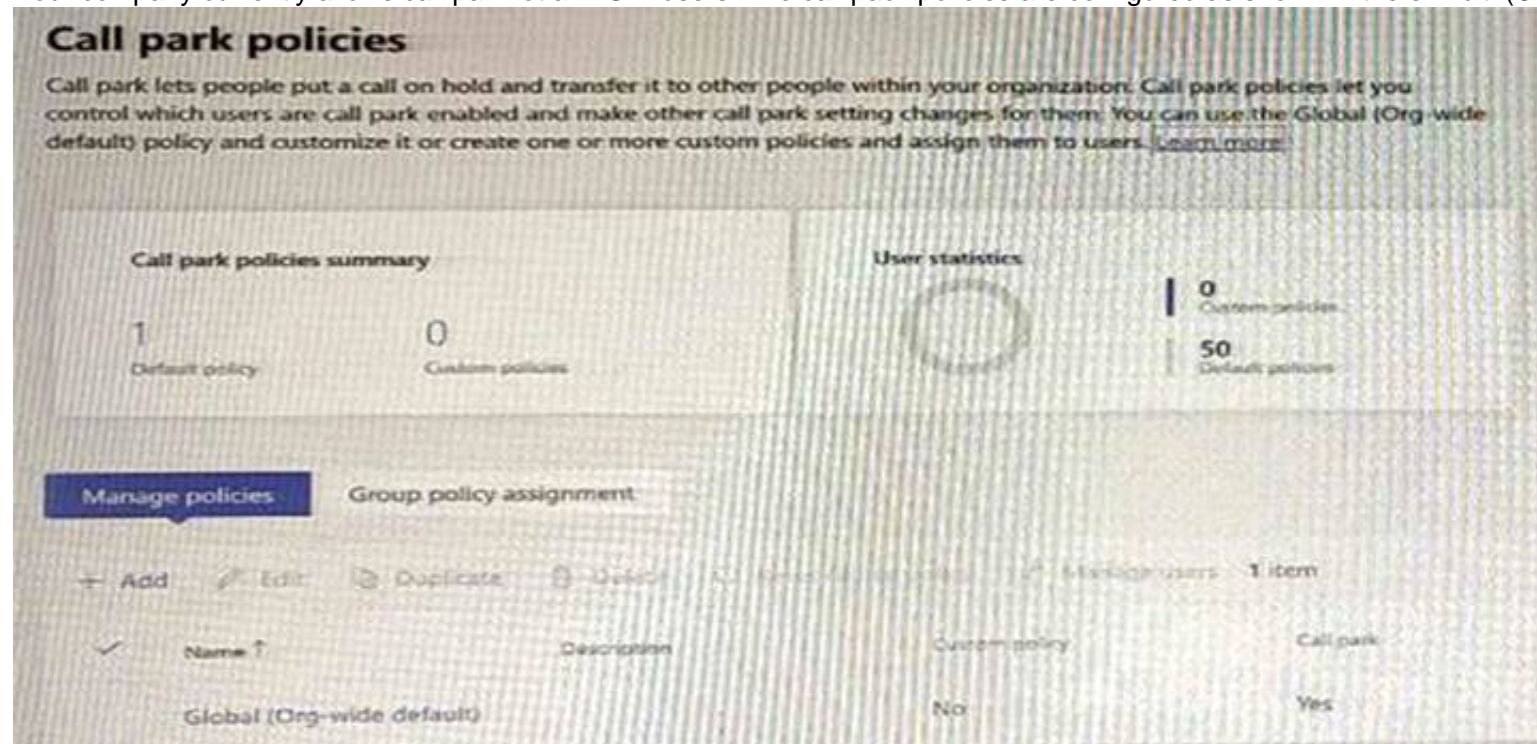 Call park policies
Call park lets people put a call on hold and transfer it to other people within your organization. Call park policies let you
control which users are call park enabled and make other call park setting changes for them. You can use the Global (Org-wide
default) policy and customize it or create one or more custom policies and assign them to users. Learn more
Call park policies summary
User statistics
0
Custom policies
1
0
50
Default policy
Custom policies
Default policies
Manage policies
Group policy assignment
+ Add
Edit
Duplicate
Delete
Manage users
1 item
Name ↑
Description
Custom policy
Call park
Global (Org-wide default)
No
Yes